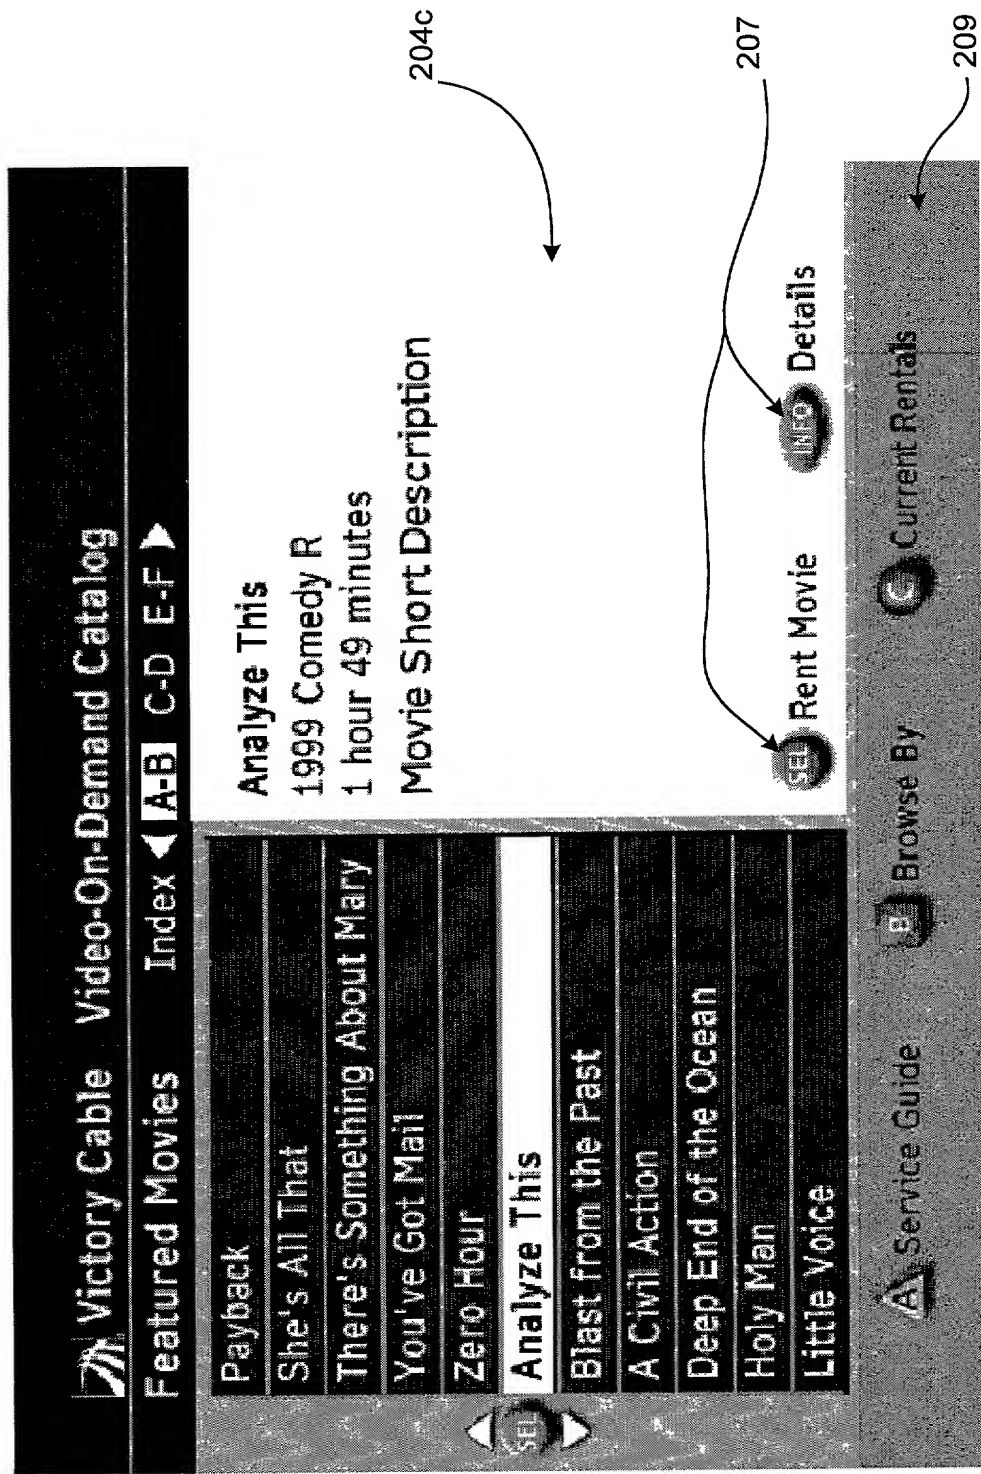 Victory Cable Video-On-Demand Catalog
Featured Movies Index A-B C-D E-F
Payback
She's All That
There's Something About Mary
You've Got Mail
Zero Hour
SEL Analyze This
Blast from the Past
A Civil Action
Deep End of the Ocean
Holy Man
Little Voice
Analyze This
1999 Comedy R
1 hour 49 minutes
Movie Short Description
SEL Rent Movie INFO Details
A Service Guide B Browse By C Current Rentals
204c
207
209